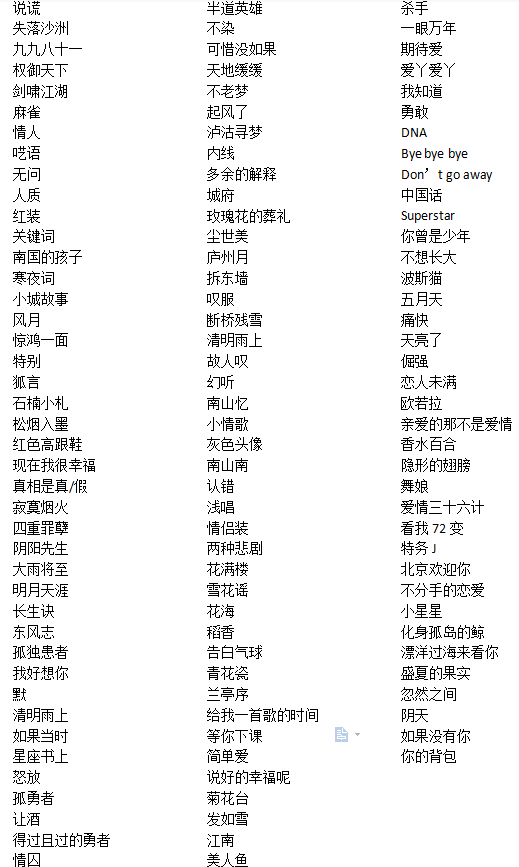 说谎
失落沙洲
九九八十一
权御天下
剑啸江湖
麻雀
情人
呓语
无问
人质
红装
关键词
南国的孩子
寒夜词
小城故事
风月
惊鸿一面
特别
狐言
石楠小札
松烟入墨
红色高跟鞋
现在我很幸福
真相是真/假
寂寞烟火
四重罪孽
阴阳先生
大雨将至
明月天涯
长生诀
东风志
孤独患者
我好想你
默
清明雨上
如果当时
星座书上
怒放
孤勇者
让酒
得过且过的勇者
情囚
半道英雄
不染
可惜没如果
天地缓缓
不老梦
起风了
泸沽寻梦
内线
多余的解释
城府
玫瑰花的葬礼
尘世美
庐州月
拆东墙
叹服
断桥残雪
清明雨上
故人叹
幻听
南山忆
小情歌
灰色头像
南山南
认错
浅唱
情侣装
两种悲剧
花满楼
雪花谣
花海
稻香
告白气球
青花瓷
兰亭序
给我一首歌的时间
等你下课
简单爱
说好的幸福呢
菊花台
发如雪
江南
美人鱼
杀手
一眼万年
期待爱
爱丫爱丫
我知道
勇敢
DNA
Bye bye bye
Don’t go away
中国话
Superstar
你曾是少年
不想长大
波斯猫
五月天
痛快
天亮了
倔强
恋人未满
欧若拉
亲爱的那不是爱情
香水百合
隐形的翅膀
舞娘
爱情三十六计
看我72变
特务J
北京欢迎你
不分手的恋爱
小星星
化身孤岛的鲸
漂洋过海来看你
盛夏的果实
忽然之间
阴天
如果没有你
你的背包